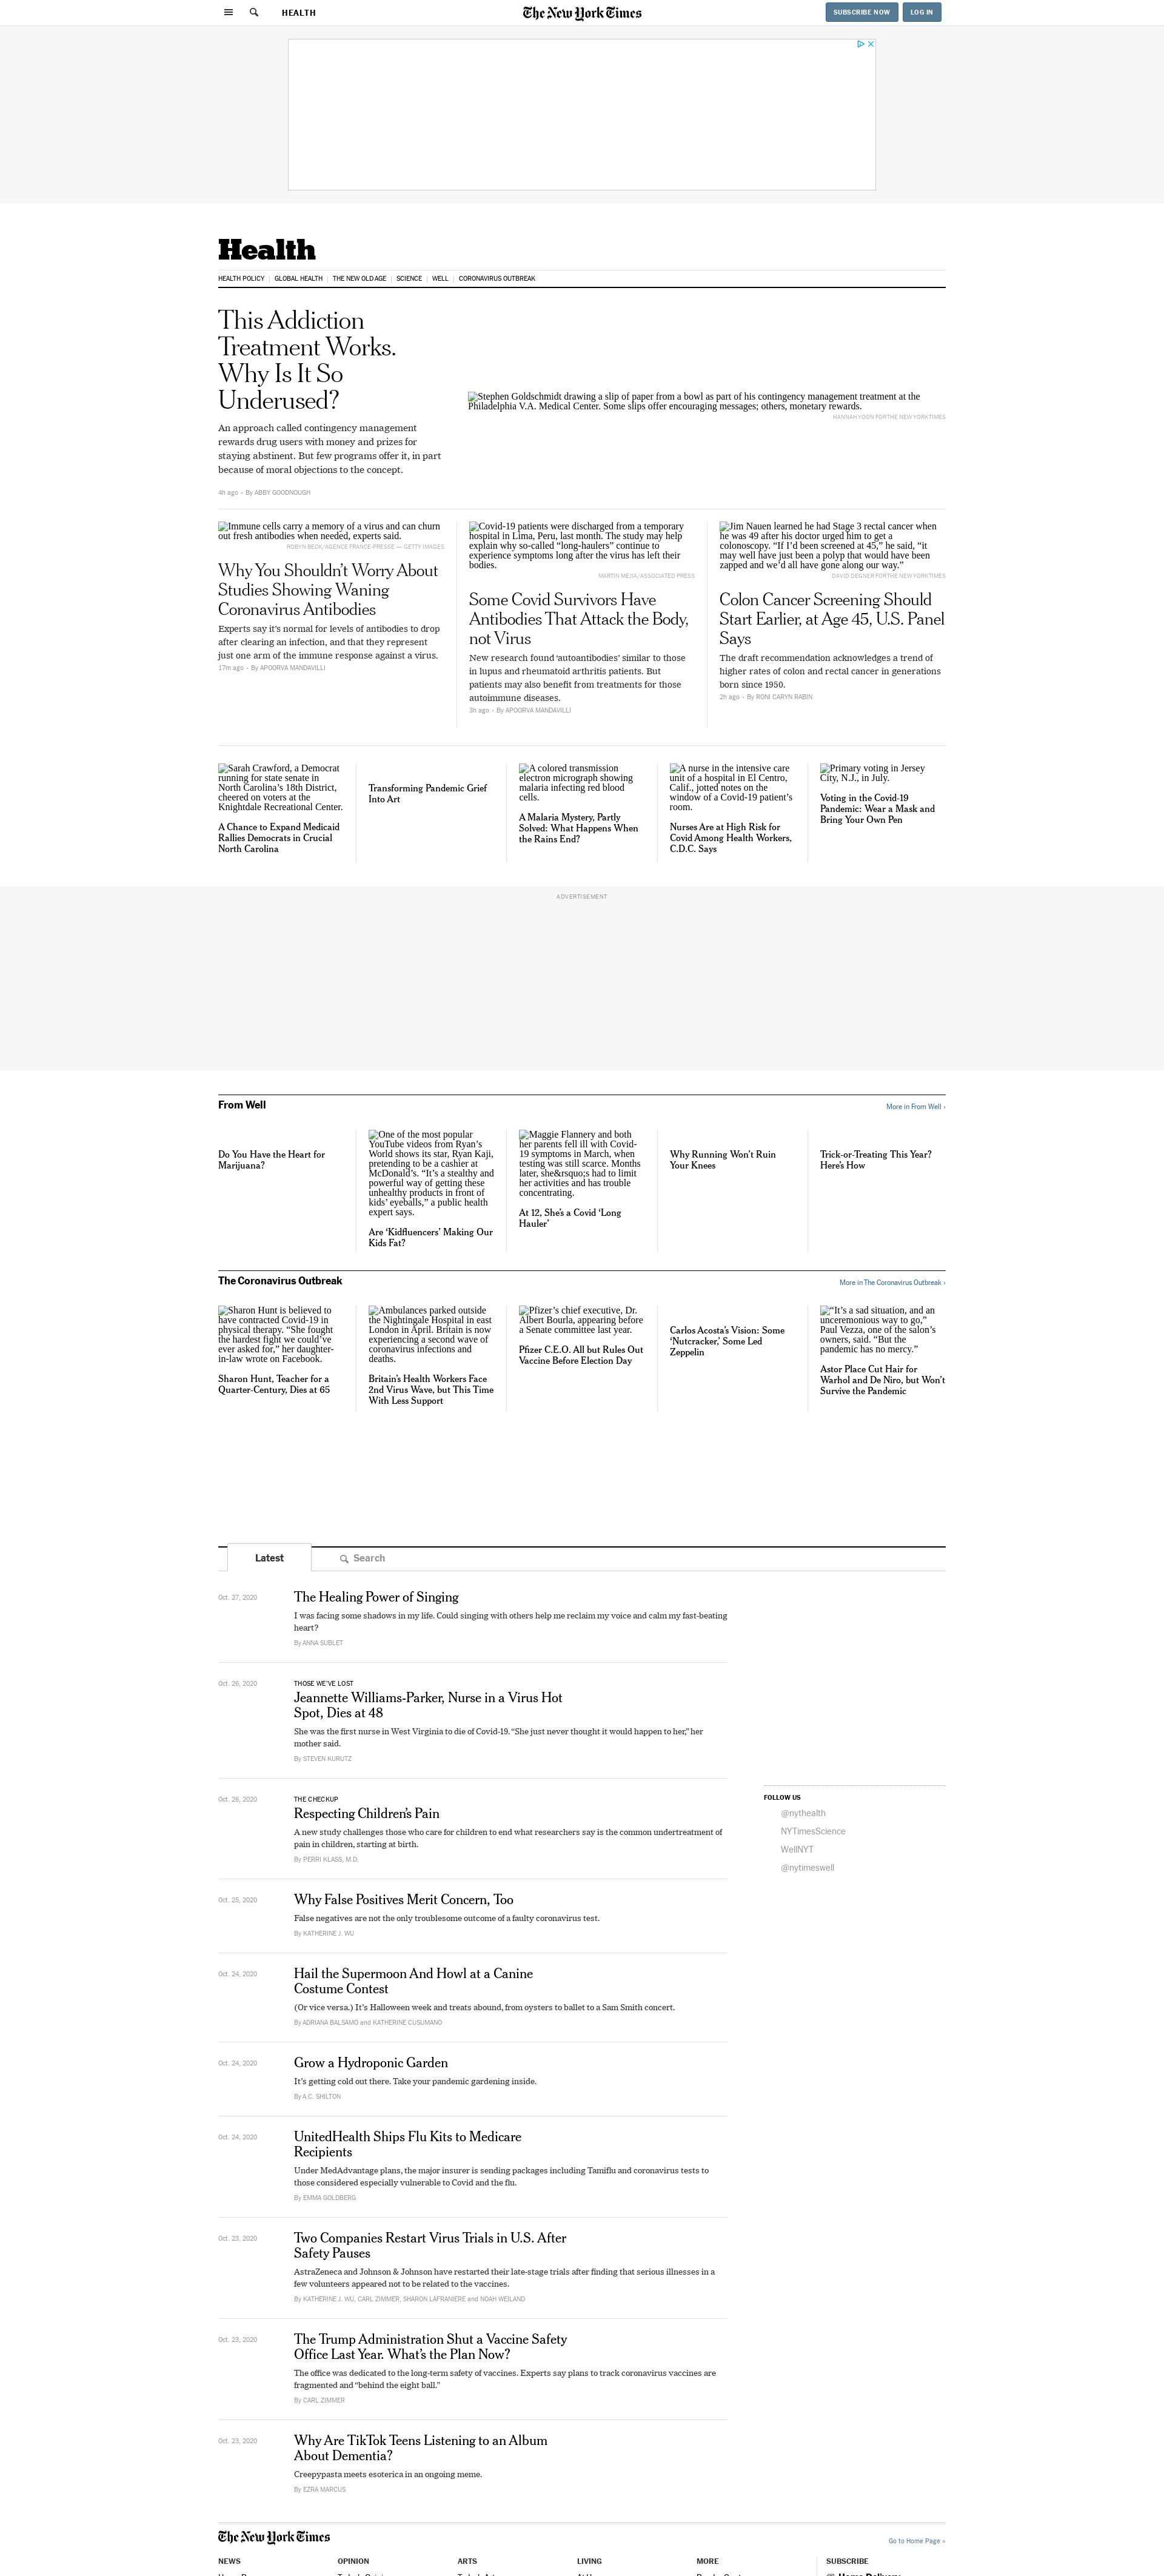 HEALTH
The New York Times
SUBSCRIBE NOW
LOG IN
Health
HEALTH POLICY
GLOBAL HEALTH
THE NEW OLD AGE
SCIENCE
WELL
CORONAVIRUS OUTBREAK
This Addiction
Treatment Works.
Why Is It So
Underused?
An approach called contingency management
rewards drug users with money and prizes for
staying abstinent. But few programs offer it, in part
because of moral objections to the concept.
4h ago • By ABBY GOODNOUGH
Stephen Goldschmidt drawing a slip of paper from a bowl as part of his contingency management treatment at the
Philadelphia V.A. Medical Center. Some slips offer encouraging messages; others, monetary rewards.
HANNAH YOON FOR THE NEW YORK TIMES
Immune cells carry a memory of a virus and can churn
out fresh antibodies when needed, experts said.
ROBYN BECK/AGENCE FRANCE-PRESSE — GETTY IMAGES
Why You Shouldn’t Worry About
Studies Showing Waning
Coronavirus Antibodies
Experts say it’s normal for levels of antibodies to drop
after clearing an infection, and that they represent
just one arm of the immune response against a virus.
17m ago • By APOORVA MANDAVILLI
Covid-19 patients were discharged from a temporary
hospital in Lima, Peru, last month. The study may help
explain why so-called “long-haulers” continue to
experience symptoms long after the virus has left their
bodies.
MARTIN MEJIA/ASSOCIATED PRESS
Some Covid Survivors Have
Antibodies That Attack the Body,
not Virus
New research found ‘autoantibodies’ similar to those
in lupus and rheumatoid arthritis patients. But
patients may also benefit from treatments for those
autoimmune diseases.
3h ago • By APOORVA MANDAVILLI
Jim Nauen learned he had Stage 3 rectal cancer when
he was 49 after his doctor urged him to get a
colonoscopy. “If I’d been screened at 45,” he said, “it
may well have just been a polyp that would have been
zapped and we’d all have gone along our way.”
DAVID DEGNER FOR THE NEW YORK TIMES
Colon Cancer Screening Should
Start Earlier, at Age 45, U.S. Panel
Says
The draft recommendation acknowledges a trend of
higher rates of colon and rectal cancer in generations
born since 1950.
2h ago • By RONI CARYN RABIN
Sarah Crawford, a Democrat
running for state senate in
North Carolina’s 18th District,
cheered on voters at the
Knightdale Recreational Center.
A Chance to Expand Medicaid
Rallies Democrats in Crucial
North Carolina
Transforming Pandemic Grief
Into Art
A colored transmission
electron micrograph showing
malaria infecting red blood
cells.
A Malaria Mystery, Partly
Solved: What Happens When
the Rains End?
A nurse in the intensive care
unit of a hospital in El Centro,
Calif., jotted notes on the
window of a Covid-19 patient’s
room.
Nurses Are at High Risk for
Covid Among Health Workers,
C.D.C. Says
Primary voting in Jersey
City, N.J., in July.
Voting in the Covid-19
Pandemic: Wear a Mask and
Bring Your Own Pen
ADVERTISEMENT
From Well
More in From Well ›
Do You Have the Heart for
Marijuana?
One of the most popular
YouTube videos from Ryan’s
World shows its star, Ryan Kaji,
pretending to be a cashier at
McDonald’s. “It’s a stealthy and
powerful way of getting these
unhealthy products in front of
kids’ eyeballs,” a public health
expert says.
Are ‘Kidfluencers’ Making Our
Kids Fat?
Maggie Flannery and both
her parents fell ill with Covid-
19 symptoms in March, when
testing was still scarce. Months
later, she&rsquo;s had to limit
her activities and has trouble
concentrating.
At 12, She’s a Covid ‘Long
Hauler’
Why Running Won’t Ruin
Your Knees
Trick-or-Treating This Year?
Here’s How
The Coronavirus Outbreak
More in The Coronavirus Outbreak ›
Sharon Hunt is believed to
have contracted Covid-19 in
physical therapy. “She fought
the hardest fight we could’ve
ever asked for,” her daughter-
in-law wrote on Facebook.
Sharon Hunt, Teacher for a
Quarter-Century, Dies at 65
Ambulances parked outside
the Nightingale Hospital in east
London in April. Britain is now
experiencing a second wave of
coronavirus infections and
deaths.
Britain’s Health Workers Face
2nd Virus Wave, but This Time
With Less Support
Pfizer’s chief executive, Dr.
Albert Bourla, appearing before
a Senate committee last year.
Pfizer C.E.O. All but Rules Out
Vaccine Before Election Day
Carlos Acosta’s Vision: Some
‘Nutcracker,’ Some Led
Zeppelin
“It’s a sad situation, and an
unceremonious way to go,”
Paul Vezza, one of the salon’s
owners, said. “But the
pandemic has no mercy.”
Astor Place Cut Hair for
Warhol and De Niro, but Won’t
Survive the Pandemic
Latest
Search
Oct. 27, 2020
The Healing Power of Singing
I was facing some shadows in my life. Could singing with others help me reclaim my voice and calm my fast-beating
heart?
By ANNA SUBLET
Oct. 26, 2020
THOSE WE’VE LOST
Jeannette Williams-Parker, Nurse in a Virus Hot
Spot, Dies at 48
She was the first nurse in West Virginia to die of Covid-19. “She just never thought it would happen to her,” her
mother said.
By STEVEN KURUTZ
Oct. 26, 2020
THE CHECKUP
Respecting Children’s Pain
A new study challenges those who care for children to end what researchers say is the common undertreatment of
pain in children, starting at birth.
By PERRI KLASS, M.D.
FOLLOW US
@nythealth
NYTimesScience
WellNYT
@nytimeswell
Oct. 25, 2020
Why False Positives Merit Concern, Too
False negatives are not the only troublesome outcome of a faulty coronavirus test.
By KATHERINE J. WU
Oct. 24, 2020
Hail the Supermoon And Howl at a Canine
Costume Contest
(Or vice versa.) It’s Halloween week and treats abound, from oysters to ballet to a Sam Smith concert.
By ADRIANA BALSAMO and KATHERINE CUSUMANO
Oct. 24, 2020
Grow a Hydroponic Garden
It’s getting cold out there. Take your pandemic gardening inside.
By A.C. SHILTON
Oct. 24, 2020
UnitedHealth Ships Flu Kits to Medicare
Recipients
Under MedAdvantage plans, the major insurer is sending packages including Tamiflu and coronavirus tests to
those considered especially vulnerable to Covid and the flu.
By EMMA GOLDBERG
Oct. 23, 2020
Two Companies Restart Virus Trials in U.S. After
Safety Pauses
AstraZeneca and Johnson & Johnson have restarted their late-stage trials after finding that serious illnesses in a
few volunteers appeared not to be related to the vaccines.
By KATHERINE J. WU, CARL ZIMMER, SHARON LAFRANIERE and NOAH WEILAND
Oct. 23, 2020
The Trump Administration Shut a Vaccine Safety
Office Last Year. What’s the Plan Now?
The office was dedicated to the long-term safety of vaccines. Experts say plans to track coronavirus vaccines are
fragmented and “behind the eight ball.”
By CARL ZIMMER
Oct. 23, 2020
Why Are TikTok Teens Listening to an Album
About Dementia?
Creepypasta meets esoterica in an ongoing meme.
By EZRA MARCUS
The New York Times
Go to Home Page »
NEWS
OPINION
ARTS
LIVING
MORE
SUBSCRIBE